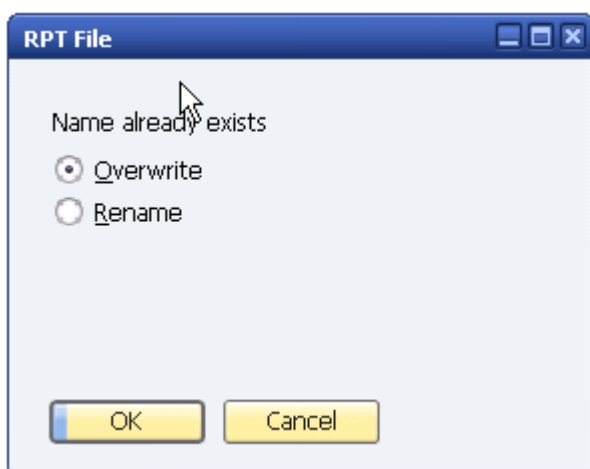 RPT File
Name already exists
Overwrite
Rename
OK
Cancel